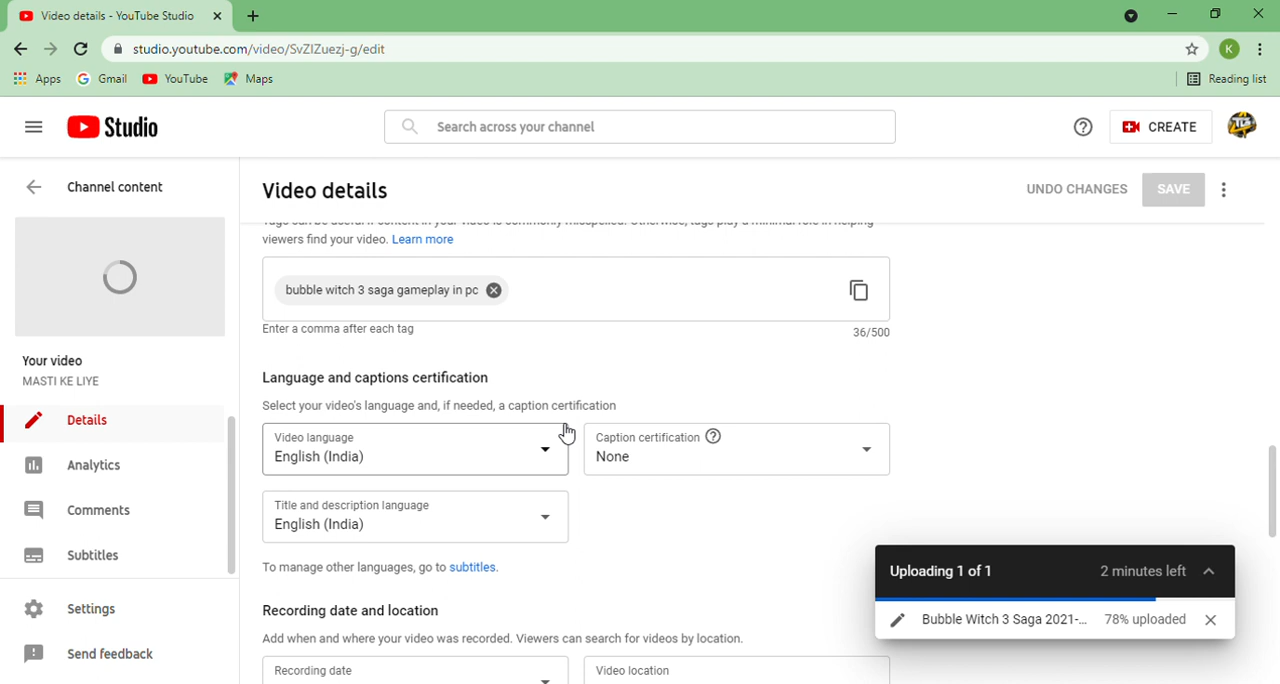 Video details - YouTube Studio
studio.youtube.com/video/SvZIZuezj-g/edit
K
Apps Gmail YouTube Maps Reading list
Studio
Search across your channel
CREATE
Channel content
Video details
UNDO CHANGES
SAVE
Tags can be useful if content in your video is commonly misspelled. Otherwise, tags play a minimal role in helping
viewers find your video. Learn more
bubble witch 3 saga gameplay in pc
Enter a comma after each tag
36/500
Your video
MASTI KE LIYE
Details
Analytics
Comments
Subtitles
Settings
Send feedback
Language and captions certification
Select your video's language and, if needed, a caption certification
Video language
English (India)
Caption certification
None
Title and description language
English (India)
To manage other languages, go to subtitles.
Recording date and location
Add when and where your video was recorded. Viewers can search for videos by location.
Recording date
Video location
Uploading 1 of 1
2 minutes left
Bubble Witch 3 Saga 2021-...
78% uploaded